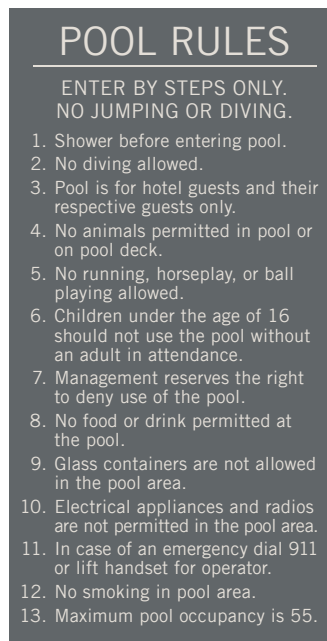 POOL RULES
ENTER BY STEPS ONLY.
NO JUMPING OR DIVING.
1. Shower before entering pool.
2. No diving allowed.
3. Pool is for hotel guests and their
respective guests only.
4. No animals permitted in pool or
on pool deck.
5. No running, horseplay, or ball
playing allowed.
6. Children under the age of 16
should not use the pool without
an adult in attendance.
7. Management reserves the right
to deny use of the pool.
8. No food or drink permitted at
the pool.
9. Glass containers are not allowed
in the pool area.
10. Electrical appliances and radios
are not permitted in the pool area.
11. In case of an emergency dial 911
or lift handset for operator.
12. No smoking in pool area.
13. Maximum pool occupancy is 55.